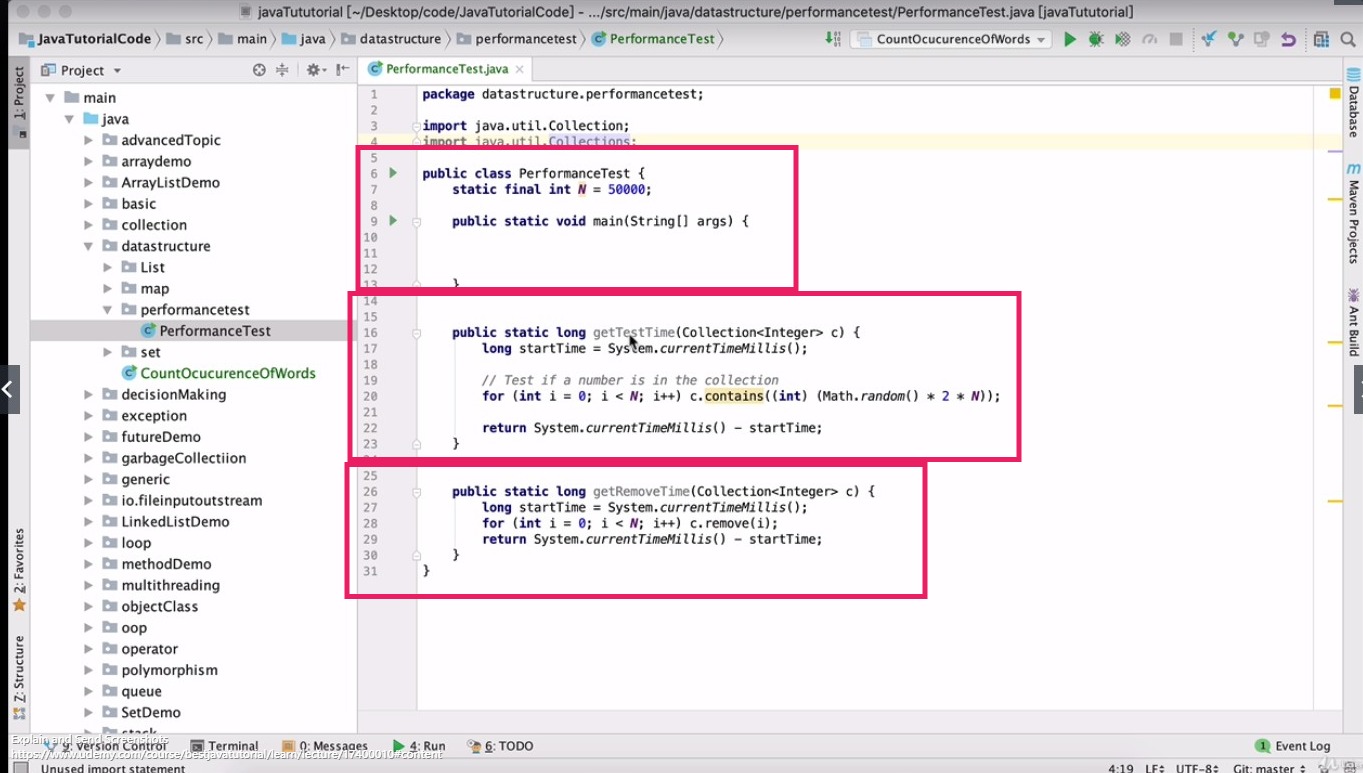 javaTututorial [~/Desktop/code/JavaTutorialCode] - .../src/main/java/datastructure/performancetest/PerformanceTest.java [javaTututorial]
JavaTutorialCode src main java datastructure performancetest PerformanceTest CountOcucurenceOfWords
Project
PerformanceTest.java
1: Project
main
java
advancedTopic
arraydemo
ArrayListDemo
basic
collection
datastructure
List
map
performancetest
PerformanceTest
set
CountOcucurenceOfWords
decisionMaking
exception
futureDemo
garbageCollectiion
generic
io.fileinputoutstream
LinkedListDemo
loop
methodDemo
multithreading
objectClass
oop
operator
polymorphism
queue
SetDemo
stack
2: Favorites
Z: Structure
1 package datastructure.performancetest;
2
3 import java.util.Collection;
4 import java.util.Collections;
5
6 public class PerformanceTest {
7 static final int N = 50000;
8
9 public static void main(String[] args) {
10
11
12
13 }
14
15
16 public static long getTestTime(Collection<Integer> c) {
17 long startTime = System.currentTimeMillis();
18
19 // Test if a number is in the collection
20 for (int i = 0; i < N; i++) c.contains((int) (Math.random() * 2 * N));
21
22 return System.currentTimeMillis() - startTime;
23 }
24
25
26 public static long getRemoveTime(Collection<Integer> c) {
27 long startTime = System.currentTimeMillis();
28 for (int i = 0; i < N; i++) c.remove(i);
29 return System.currentTimeMillis() - startTime;
30 }
31 }
Database
Maven Projects
Ant Build
Explain and Send Screenshots
9: Version Control Terminal 0: Messages 4: Run 6: TODO 1 Event Log
https://www.udemy.com/course/bestjavatutorial/learn/lecture/17400010#content
Unused import statement 4:19 LF UTF-8 Git: master